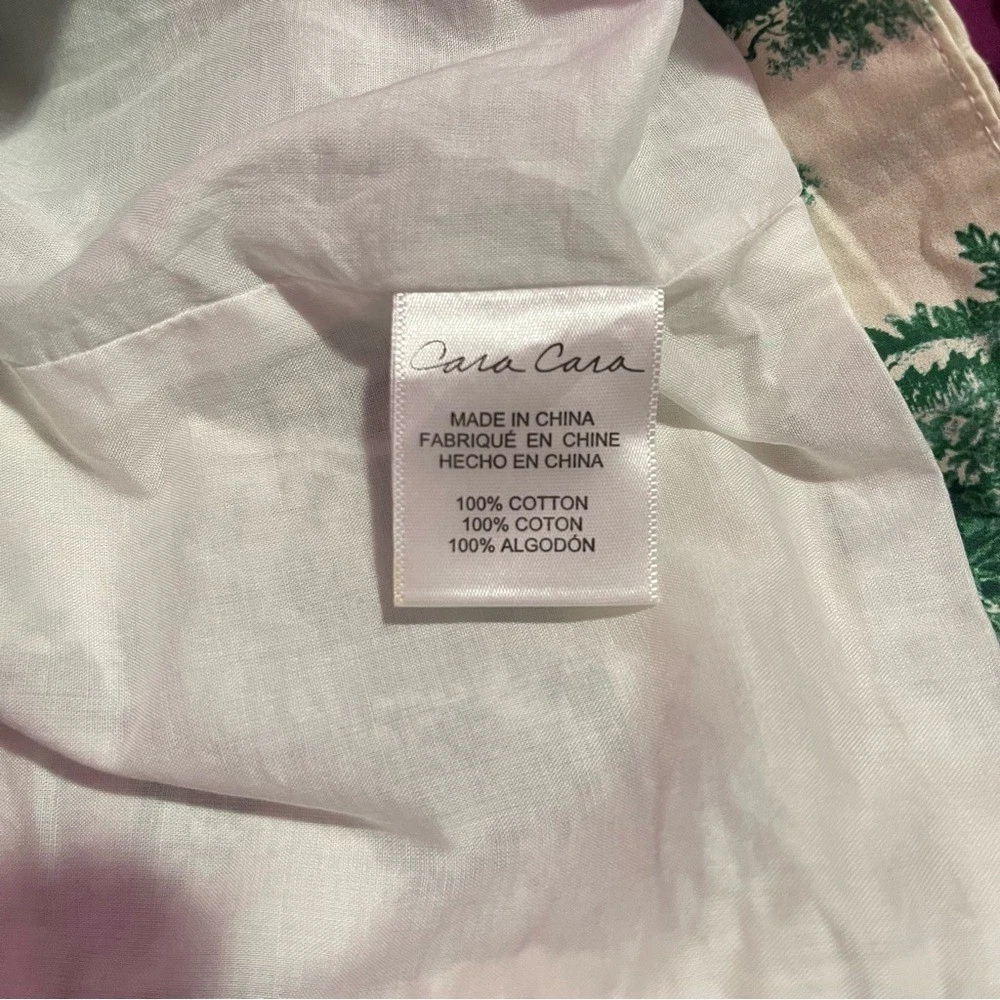 Cara Cara
MADE IN CHINA
FABRIQUÉ EN CHINE
HECHO EN CHINA
100% COTTON
100% COTON
100% ALGODÓN